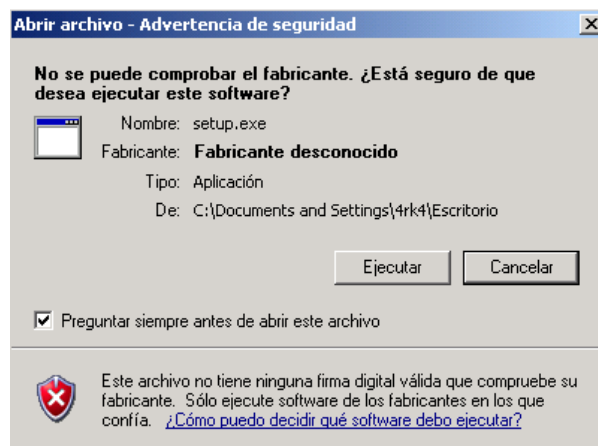 Abrir archivo - Advertencia de seguridad
No se puede comprobar el fabricante. ¿Está seguro de que
desea ejecutar este software?
Nombre: setup.exe
Fabricante: Fabricante desconocido
Tipo: Aplicación
De: C:\Documents and Settings\4rk4\Escritorio
Ejecutar Cancelar
Preguntar siempre antes de abrir este archivo
Este archivo no tiene ninguna firma digital válida que compruebe su
fabricante. Sólo ejecute software de los fabricantes en los que
confía. ¿Cómo puedo decidir qué software debo ejecutar?